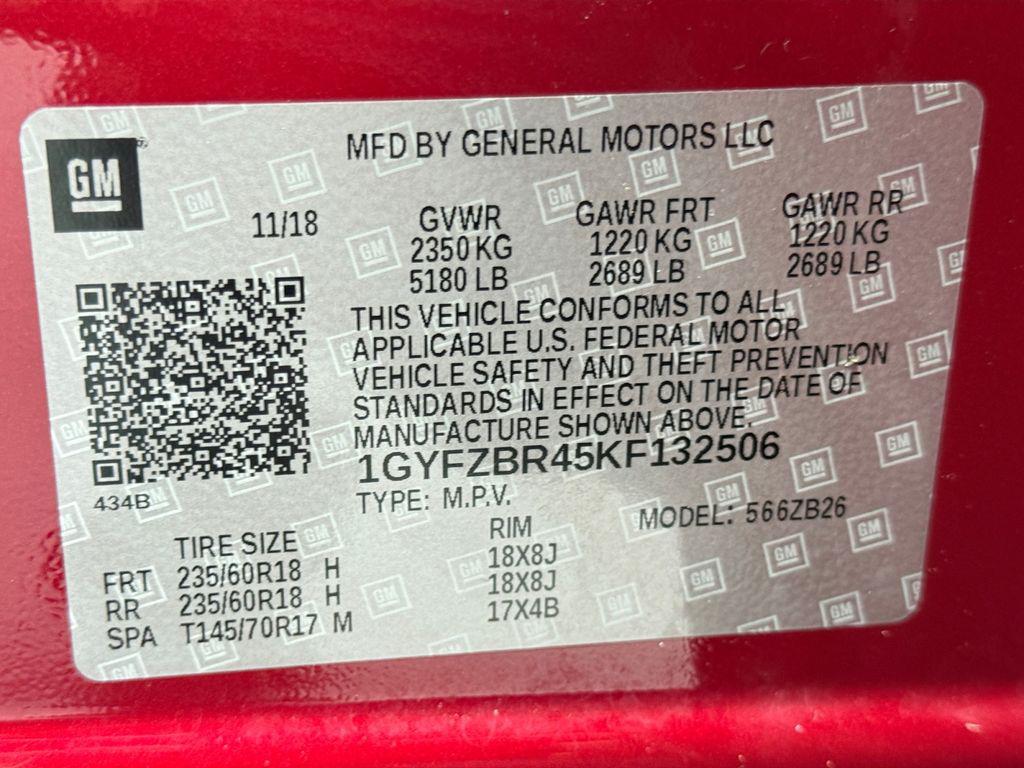 GM
MFD BY GENERAL MOTORS LLC
11/18
GVWR GAWR FRT GAWR RR
2350 KG 1220 KG 1220 KG
5180 LB 2689 LB 2689 LB
THIS VEHICLE CONFORMS TO ALL
APPLICABLE U.S. FEDERAL MOTOR
VEHICLE SAFETY AND THEFT PREVENTION
STANDARDS IN EFFECT ON THE DATE OF
MANUFACTURE SHOWN ABOVE.
1GYFZBR45KF132506
434B
TYPE: M.P.V. MODEL: 566ZB26
TIRE SIZE RIM
FRT 235/60R18 H 18X8J
RR 235/60R18 H 18X8J
SPA T145/70R17 M 17X4B